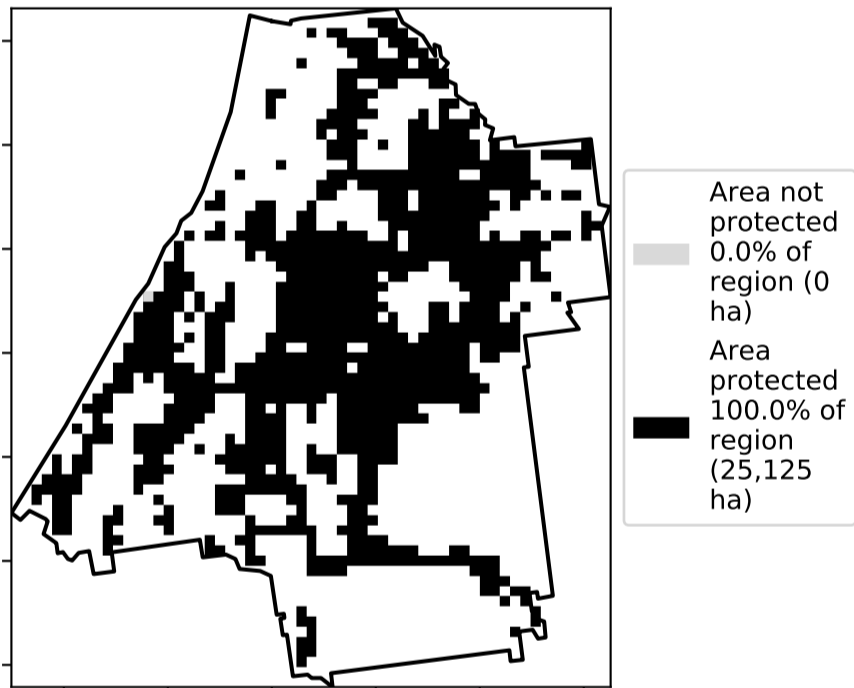 Area not
protected
0.0% of
region (0
ha)
Area
protected
100.0% of
region
(25,125
ha)